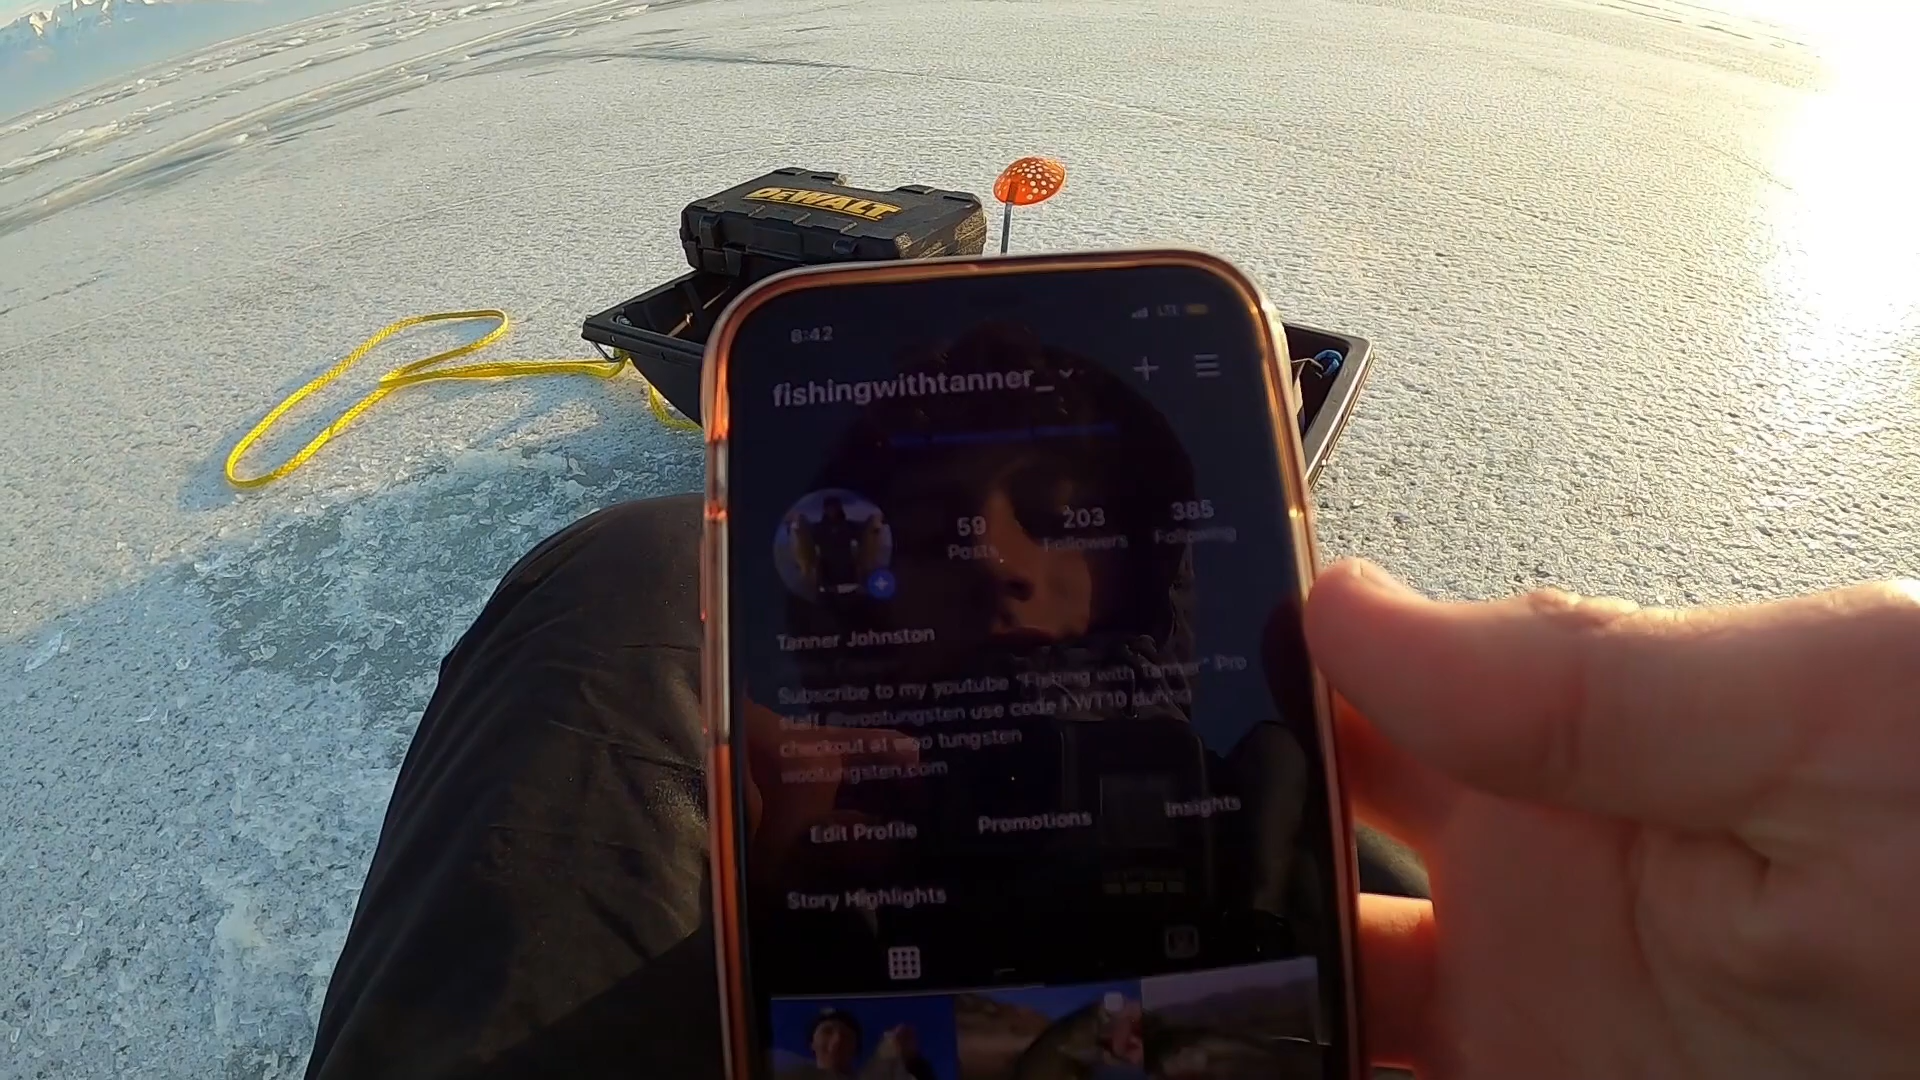 DEWALT
8:42
LTE
fishingwithtanner_
59 203 385
Posts Followers Following
Tanner Johnston
Subscribe to my youtube "Fishing with Tanner" Pro
staff @wootungsten use code FWT10 during
checkout at woo tungsten
wootungsten.com
Edit Profile Promotions Insights
Story Highlights